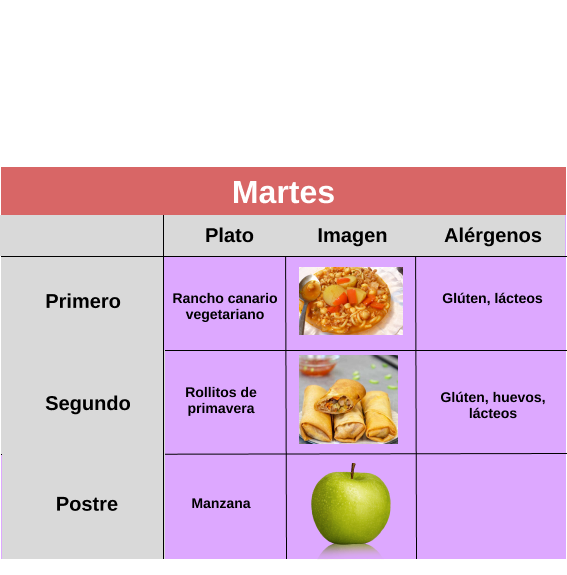 Martes
Plato Imagen Alérgenos
Primero
Rancho canario
vegetariano
Glúten, lácteos
Segundo
Rollitos de
primavera
Glúten, huevos,
lácteos
Postre
Manzana